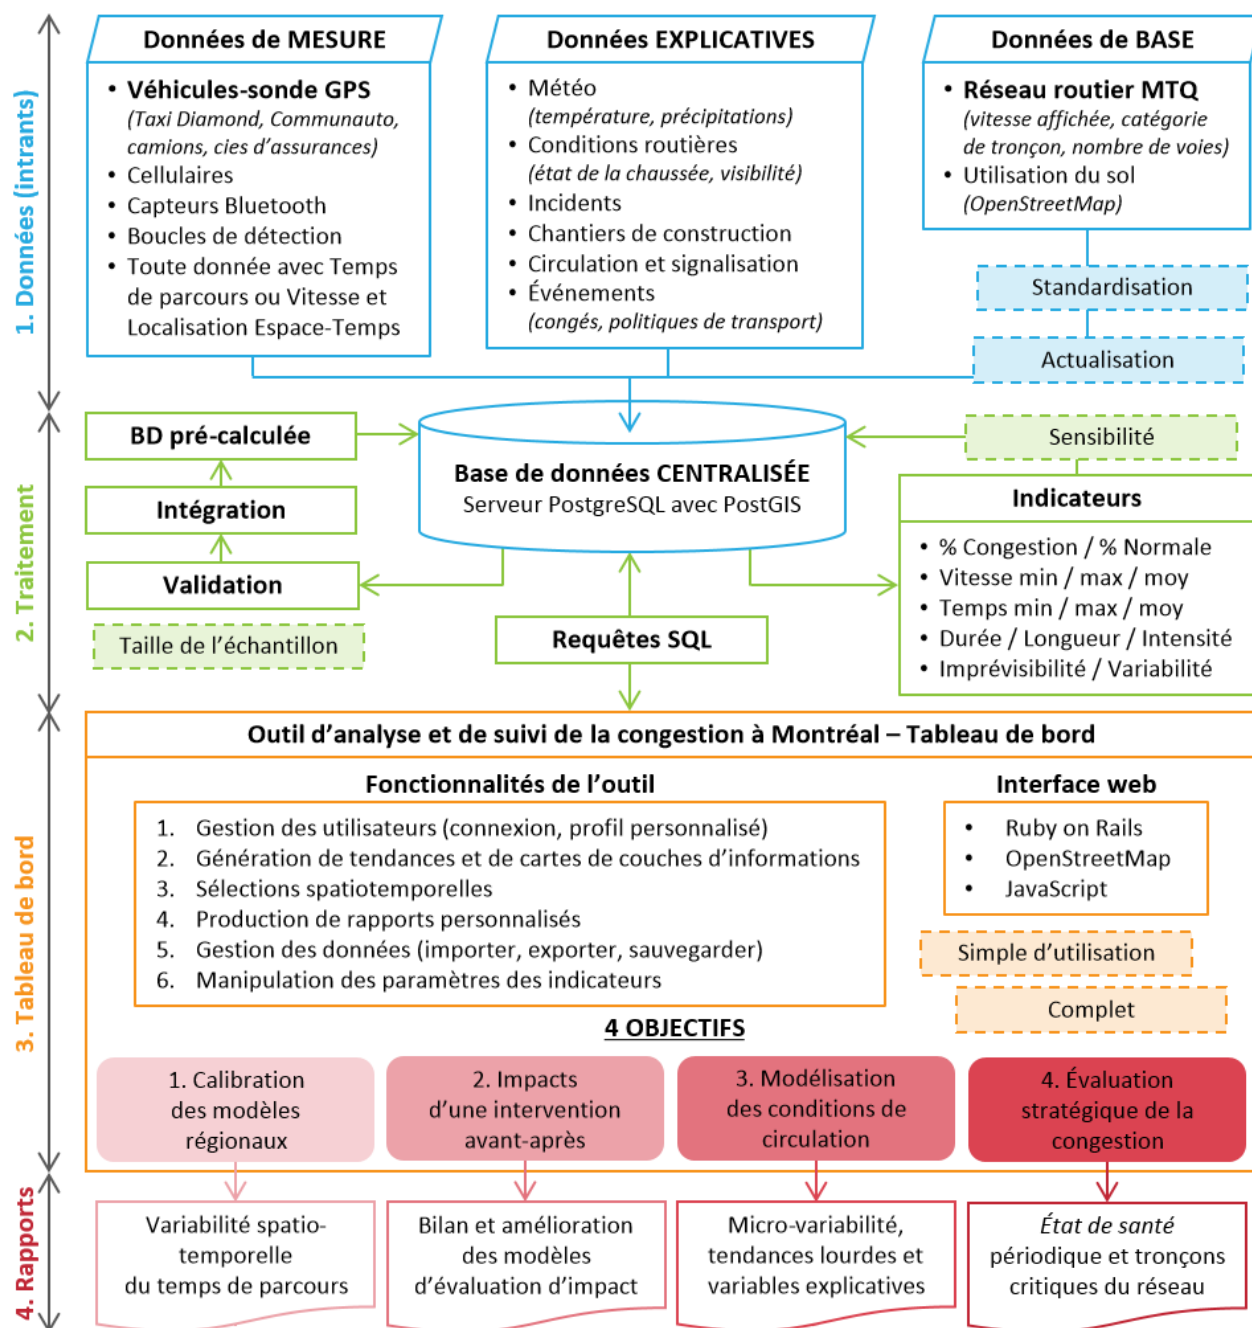 1. Données (intrants)
Données de MESURE
• Véhicules-sonde GPS
(Taxi Diamond, Communauto,
camions, cies d'assurances)
• Cellulaires
• Capteurs Bluetooth
• Boucles de détection
• Toute donnée avec Temps
de parcours ou Vitesse et
Localisation Espace-Temps
Données EXPLICATIVES
• Météo
(température, précipitations)
• Conditions routières
(état de la chaussée, visibilité)
• Incidents
• Chantiers de construction
• Circulation et signalisation
• Événements
(congés, politiques de transport)
Données de BASE
• Réseau routier MTQ
(vitesse affichée, catégorie
de tronçon, nombre de voies)
• Utilisation du sol
(OpenStreetMap)
Standardisation
Actualisation
2. Traitement
BD pré-calculée
Intégration
Validation
Taille de l'échantillon
Base de données CENTRALISÉE
Serveur PostgreSQL avec PostGIS
Requêtes SQL
Sensibilité
Indicateurs
• % Congestion / % Normale
• Vitesse min / max / moy
• Temps min / max / moy
• Durée / Longueur / Intensité
• Imprévisibilité / Variabilité
3. Tableau de bord
Outil d'analyse et de suivi de la congestion à Montréal – Tableau de bord
Fonctionnalités de l'outil
1. Gestion des utilisateurs (connexion, profil personnalisé)
2. Génération de tendances et de cartes de couches d'informations
3. Sélections spatiotemporelles
4. Production de rapports personnalisés
5. Gestion des données (importer, exporter, sauvegarder)
6. Manipulation des paramètres des indicateurs
Interface web
• Ruby on Rails
• OpenStreetMap
• JavaScript
Simple d'utilisation
Complet
4 OBJECTIFS
1. Calibration
des modèles
régionaux
2. Impacts
d'une intervention
avant-après
3. Modélisation
des conditions de
circulation
4. Évaluation
stratégique de la
congestion
4. Rapports
Variabilité spatio-
temporelle
du temps de parcours
Bilan et amélioration
des modèles
d'évaluation d'impact
Micro-variabilité,
tendances lourdes et
variables explicatives
État de santé
périodique et tronçons
critiques du réseau